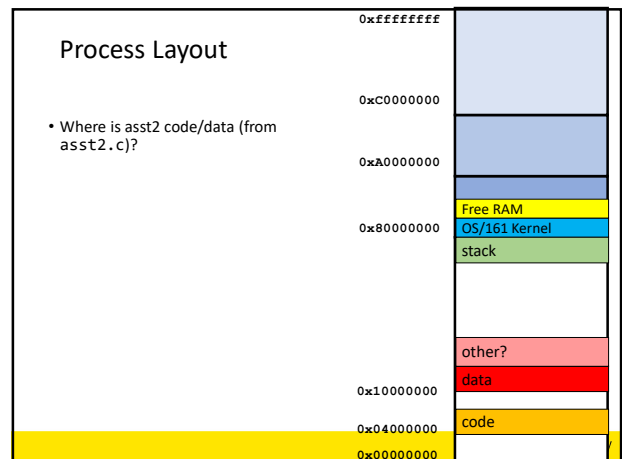 Process Layout
• Where is asst2 code/data (from
asst2.c)?
0xffffffff
0xC0000000
0xA0000000
Free RAM
0x80000000
OS/161 Kernel
stack
other?
data
0x10000000
0x04000000
code
0x00000000